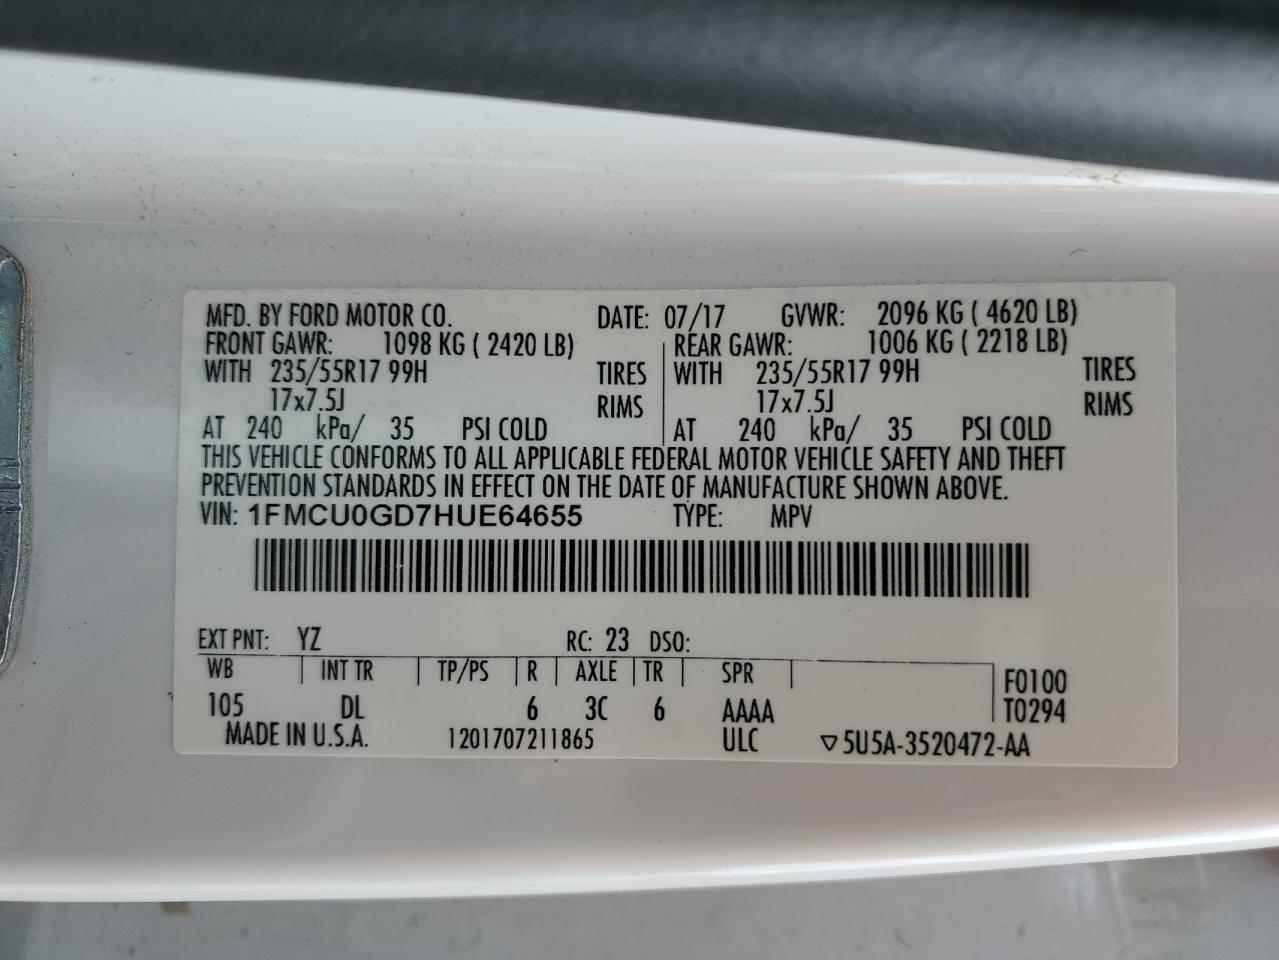 MFD. BY FORD MOTOR CO. DATE: 07/17 GVWR: 2096 KG ( 4620 LB)
FRONT GAWR: 1098 KG ( 2420 LB) REAR GAWR: 1006 KG ( 2218 LB)
WITH 235/55R17 99H TIRES WITH 235/55R17 99H TIRES
17x7.5J RIMS 17x7.5J RIMS
AT 240 kPa/ 35 PSI COLD AT 240 kPa/ 35 PSI COLD
THIS VEHICLE CONFORMS TO ALL APPLICABLE FEDERAL MOTOR VEHICLE SAFETY AND THEFT
PREVENTION STANDARDS IN EFFECT ON THE DATE OF MANUFACTURE SHOWN ABOVE.
VIN: 1FMCU0GD7HUE64655 TYPE: MPV
EXT PNT: YZ RC: 23 DSO:
WB INT TR TP/PS R AXLE TR SPR F0100
105 DL 6 3C 6 AAAA T0294
MADE IN U.S.A. 1201707211865 ULC ▽5U5A-3520472-AA